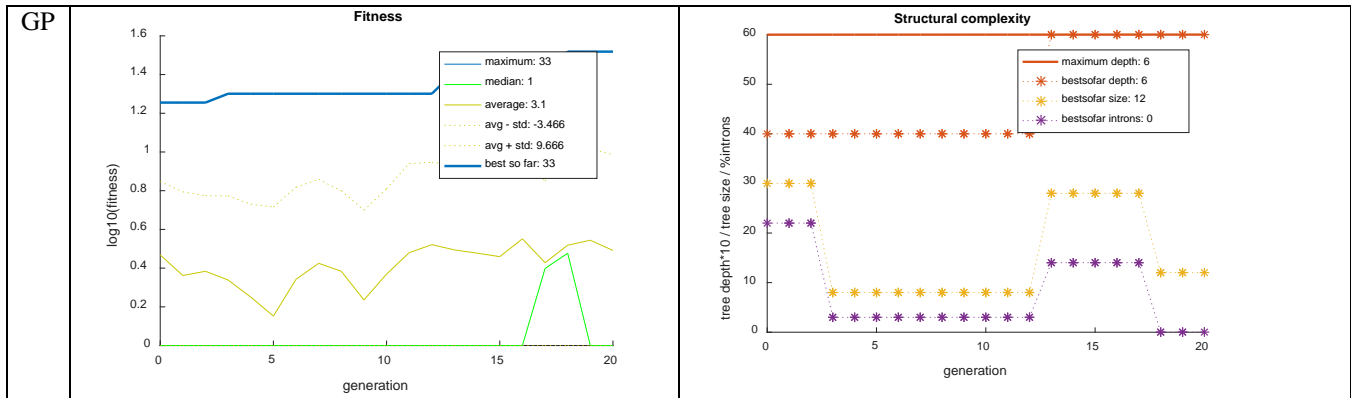 GP
Fitness
1.6
1.4
1.2
1
0.8
0.6
0.4
0.2
0
log10(fitness)
0 5 10 15 20
generation
maximum: 33
median: 1
average: 3.1
avg - std: -3.466
avg + std: 9.666
best so far: 33
Structural complexity
60
50
40
30
20
10
0
tree depth*10 / tree size / %introns
0 5 10 15 20
generation
maximum depth: 6
bestsofar depth: 6
bestsofar size: 12
bestsofar introns: 0